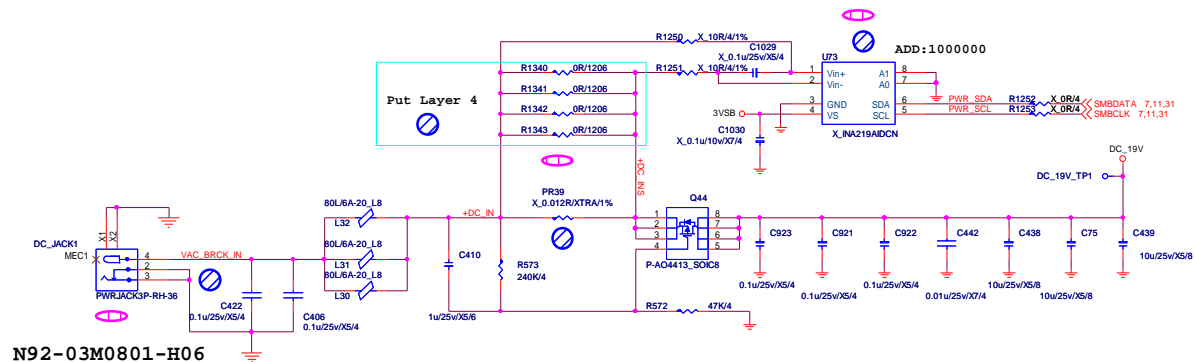 R1250
X_10R/4/1%
C1029
X_0.1u/25v/X5/4
U73
ADD:1000000
R1340
0R/1206
R1251
X_10R/4/1%
1
Vin+
A1
8
2
Vin-
A0
7
R1341
0R/1206
Put Layer 4
3
GND
SDA
6
PWR_SDA
R1252
X_0R/4
SMBDATA 7,11,31
R1342
0R/1206
3VSB
4
VS
SCL
5
PWR_SCL
R1253
X_0R/4
SMBCLK 7,11,31
R1343
0R/1206
C1030
X_0.1u/10v/X7/4
X_INA219AIDCN
DC_19V
+DC_INS
DC_19V_TP1
PR39
X_0.012R/XTRA/1%
Q44
80L/6A-20_L8
+DC_IN
L32
1
2
3
4
8
7
6
5
X1
X2
DC_JACK1
MEC1
4
2
3
VAC_BRCK_IN
80L/6A-20_L8
L31
80L/6A-20_L8
L30
C410
R573
240K/4
P-AO4413_SOIC8
C923
C921
C922
C442
C438
C75
C439
10u/25v/X5/8
PWRJACK3P-RH-36
C422
0.1u/25v/X5/4
C406
0.1u/25v/X5/4
1u/25v/X5/6
R572
47K/4
0.1u/25v/X5/4
0.1u/25v/X5/4
0.1u/25v/X5/4
0.01u/25v/X7/4
10u/25v/X5/8
10u/25v/X5/8
N92-03M0801-H06